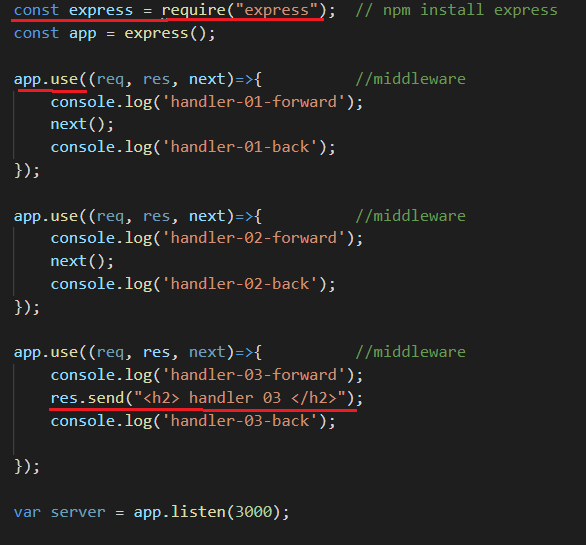 const express = require("express");  // npm install express
const app = express();
app.use((req, res, next)=>{          //middleware
    console.log('handler-01-forward');
    next();
    console.log('handler-01-back');
});
app.use((req, res, next)=>{          //middleware
    console.log('handler-02-forward');
    next();
    console.log('handler-02-back');
});
app.use((req, res, next)=>{          //middleware
    console.log('handler-03-forward');
    res.send("<h2> handler 03 </h2>");
    console.log('handler-03-back');
});
var server = app.listen(3000);